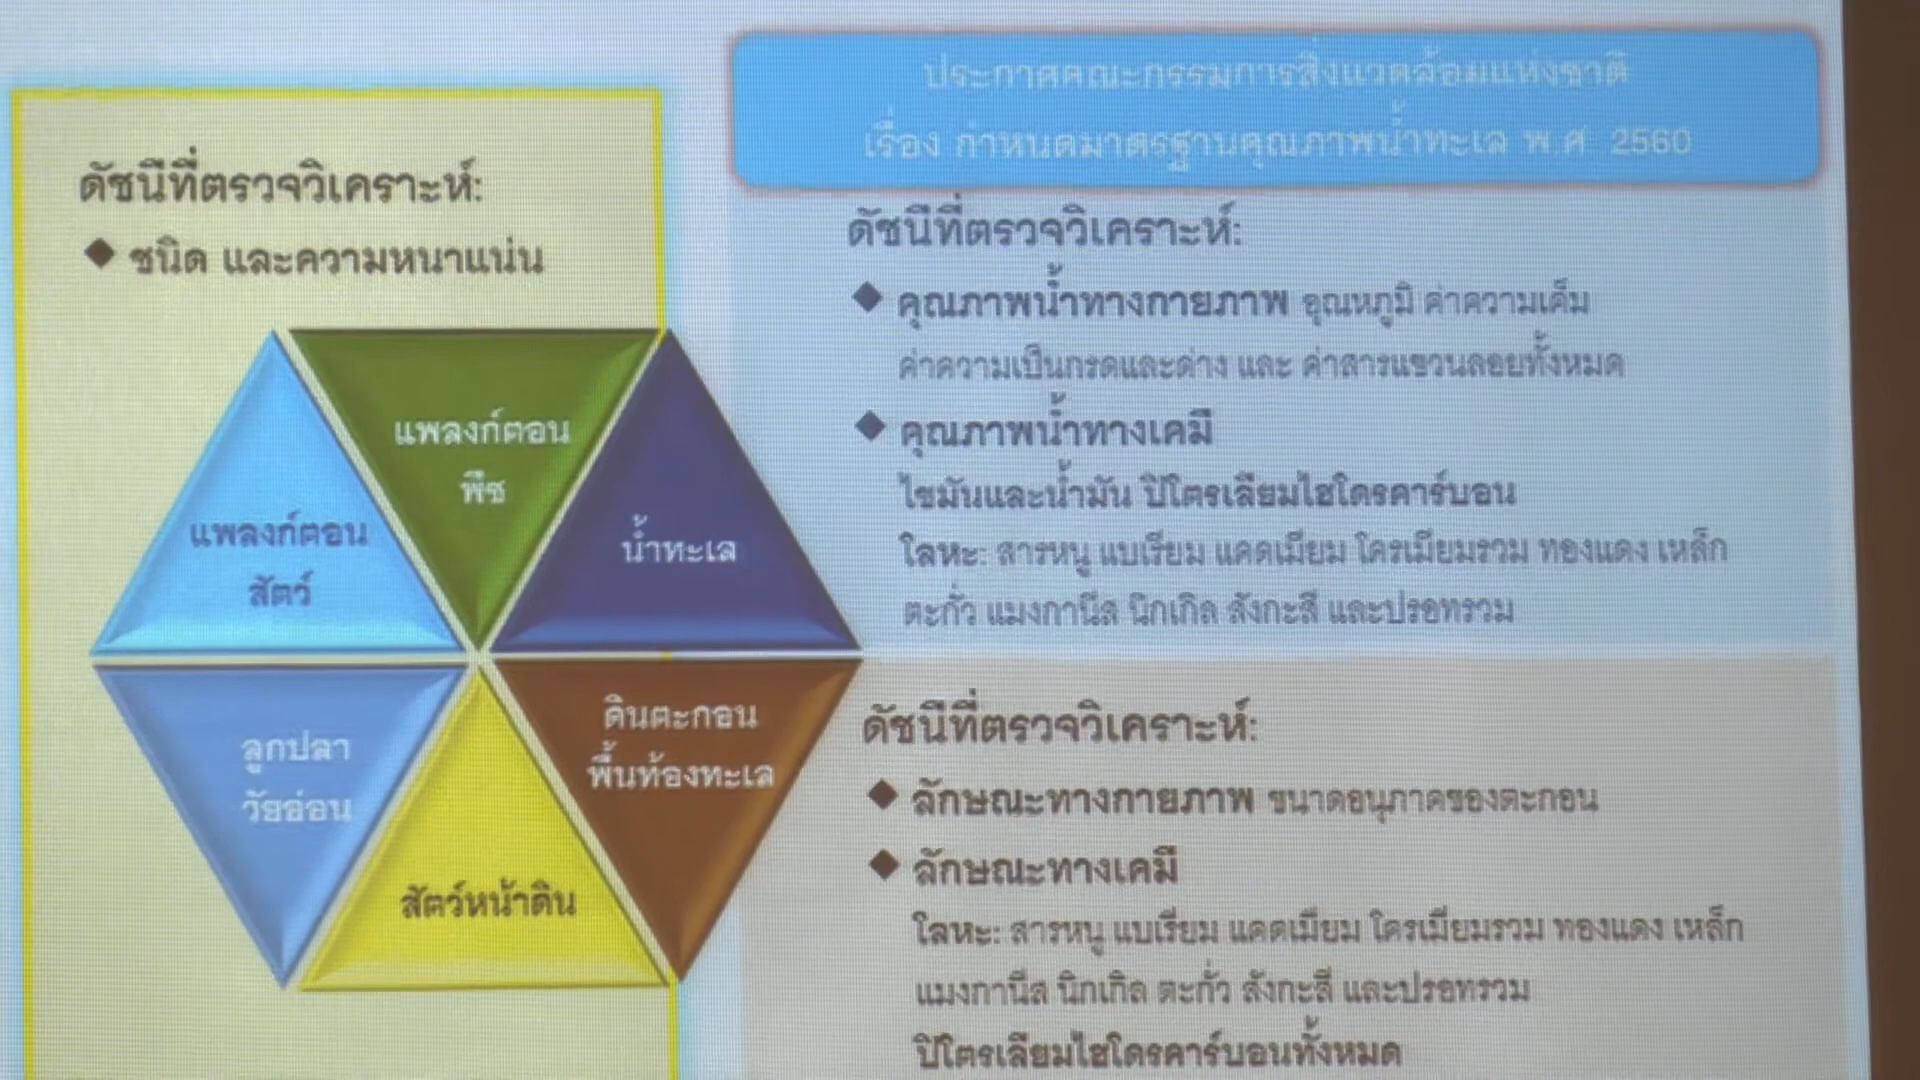 ประกาศคณะกรรมการสิ่งแวดล้อมแห่งชาติ
เรื่อง กำหนดมาตรฐานคุณภาพน้ำทะเล พ.ศ. 2560
ดัชนีที่ตรวจวิเคราะห์:
◆ ชนิด และความหนาแน่น
แพลงก์ตอน
พืช
แพลงก์ตอน
สัตว์
น้ำทะเล
ลูกปลา
วัยอ่อน
สัตว์หน้าดิน
ดินตะกอน
พื้นท้องทะเล
ดัชนีที่ตรวจวิเคราะห์:
◆ คุณภาพน้ำทางกายภาพ อุณหภูมิ ค่าความเค็ม
ค่าความเป็นกรดและด่าง และ ค่าสารแขวนลอยทั้งหมด
◆ คุณภาพน้ำทางเคมี
ไขมันและน้ำมัน ปิโตรเลียมไฮโดรคาร์บอน
โลหะ: สารหนู แบเรียม แคดเมียม โครเมียมรวม ทองแดง เหล็ก
ตะกั่ว แมงกานีส นิกเกิล สังกะสี และปรอทรวม
ดัชนีที่ตรวจวิเคราะห์:
◆ ลักษณะทางกายภาพ ขนาดอนุภาคของตะกอน
◆ ลักษณะทางเคมี
โลหะ: สารหนู แบเรียม แคดเมียม โครเมียมรวม ทองแดง เหล็ก
แมงกานีส นิกเกิล ตะกั่ว สังกะสี และปรอทรวม
ปิโตรเลียมไฮโดรคาร์บอนทั้งหมด